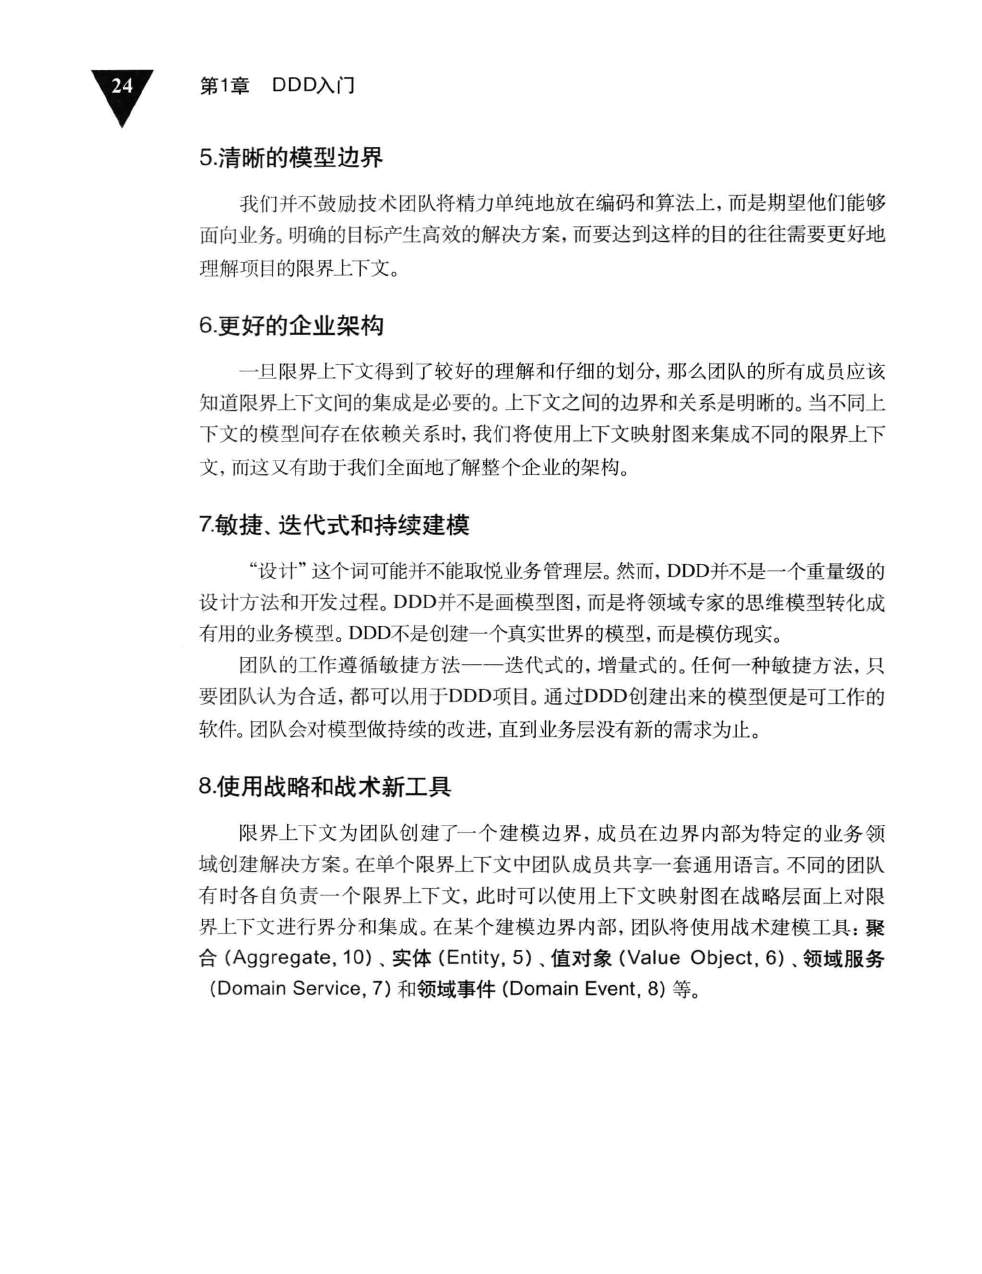 24
第1章 DDD入门
5.清晰的模型边界
我们并不鼓励技术团队将精力单纯地放在编码和算法上，而是期望他们能够
面向业务。明确的目标产生高效的解决方案，而要达到这样的目的往往需要更好地
理解项目的限界上下文。
6.更好的企业架构
一旦限界上下文得到了较好的理解和仔细的划分，那么团队的所有成员应该
知道限界上下文间的集成是必要的。上下文之间的边界和关系是明晰的。当不同上
下文的模型间存在依赖关系时，我们将使用上下文映射图来集成不同的限界上下
文，而这又有助于我们全面地了解整个企业的架构。
7.敏捷、迭代式和持续建模
“设计”这个词可能并不能取悦业务管理层。然而，DDD并不是一个重量级的
设计方法和开发过程。DDD并不是画模型图，而是将领域专家的思维模型转化成
有用的业务模型。DDD不是创建一个真实世界的模型，而是模仿现实。
团队的工作遵循敏捷方法——迭代式的，增量式的。任何一种敏捷方法，只
要团队认为合适，都可以用于DDD项目。通过DDD创建出来的模型便是可工作的
软件。团队会对模型做持续的改进，直到业务层没有新的需求为止。
8.使用战略和战术新工具
限界上下文为团队创建了一个建模边界，成员在边界内部为特定的业务领
域创建解决方案。在单个限界上下文中团队成员共享一套通用语言。不同的团队
有时各自负责一个限界上下文，此时可以使用上下文映射图在战略层面上对限
界上下文进行界分和集成。在某个建模边界内部，团队将使用战术建模工具：聚
合（Aggregate，10）、实体（Entity，5）、值对象（Value Object，6）、领域服务
（Domain Service，7）和领域事件（Domain Event，8）等。